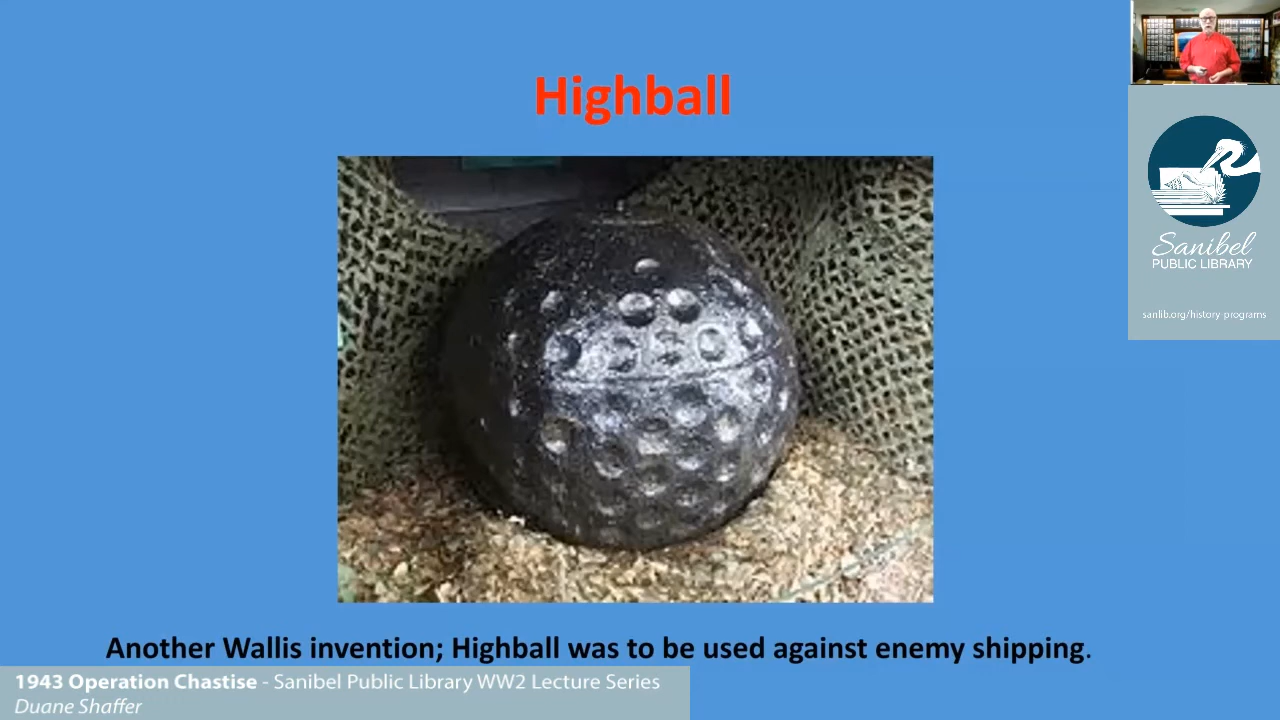 Highball
Sanibel
PUBLIC LIBRARY
sanlib.org/history-programs
Another Wallis invention; Highball was to be used against enemy shipping.
1943 Operation Chastise - Sanibel Public Library WW2 Lecture Series
Duane Shaffer